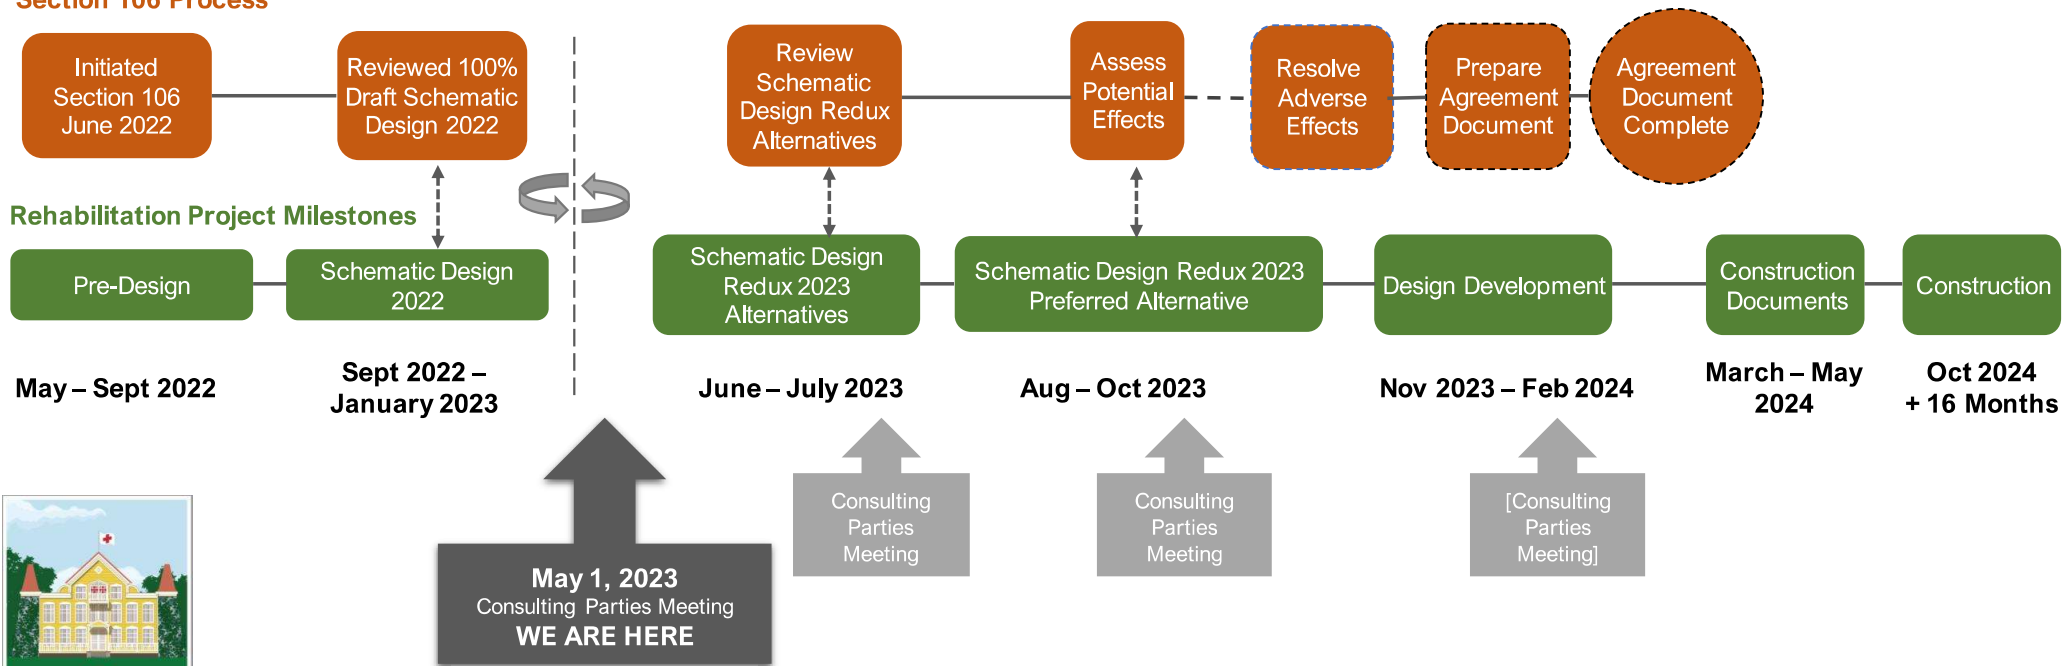 Section 106 Process
Initiated
Section 106
June 2022
Reviewed 100%
Draft Schematic
Design 2022
Review
Schematic
Design Redux
Alternatives
Assess
Potential
Effects
Resolve
Adverse
Effects
Prepare
Agreement
Document
Agreement
Document
Complete
Rehabilitation Project Milestones
Pre-Design
Schematic Design
2022
Schematic Design
Redux 2023
Alternatives
Schematic Design Redux 2023
Preferred Alternative
Design Development
Construction
Documents
Construction
May – Sept 2022
Sept 2022 –
January 2023
June – July 2023
Aug – Oct 2023
Nov 2023 – Feb 2024
March – May
2024
Oct 2024
+ 16 Months
May 1, 2023
Consulting Parties Meeting
WE ARE HERE
Consulting
Parties
Meeting
Consulting
Parties
Meeting
[Consulting
Parties
Meeting]